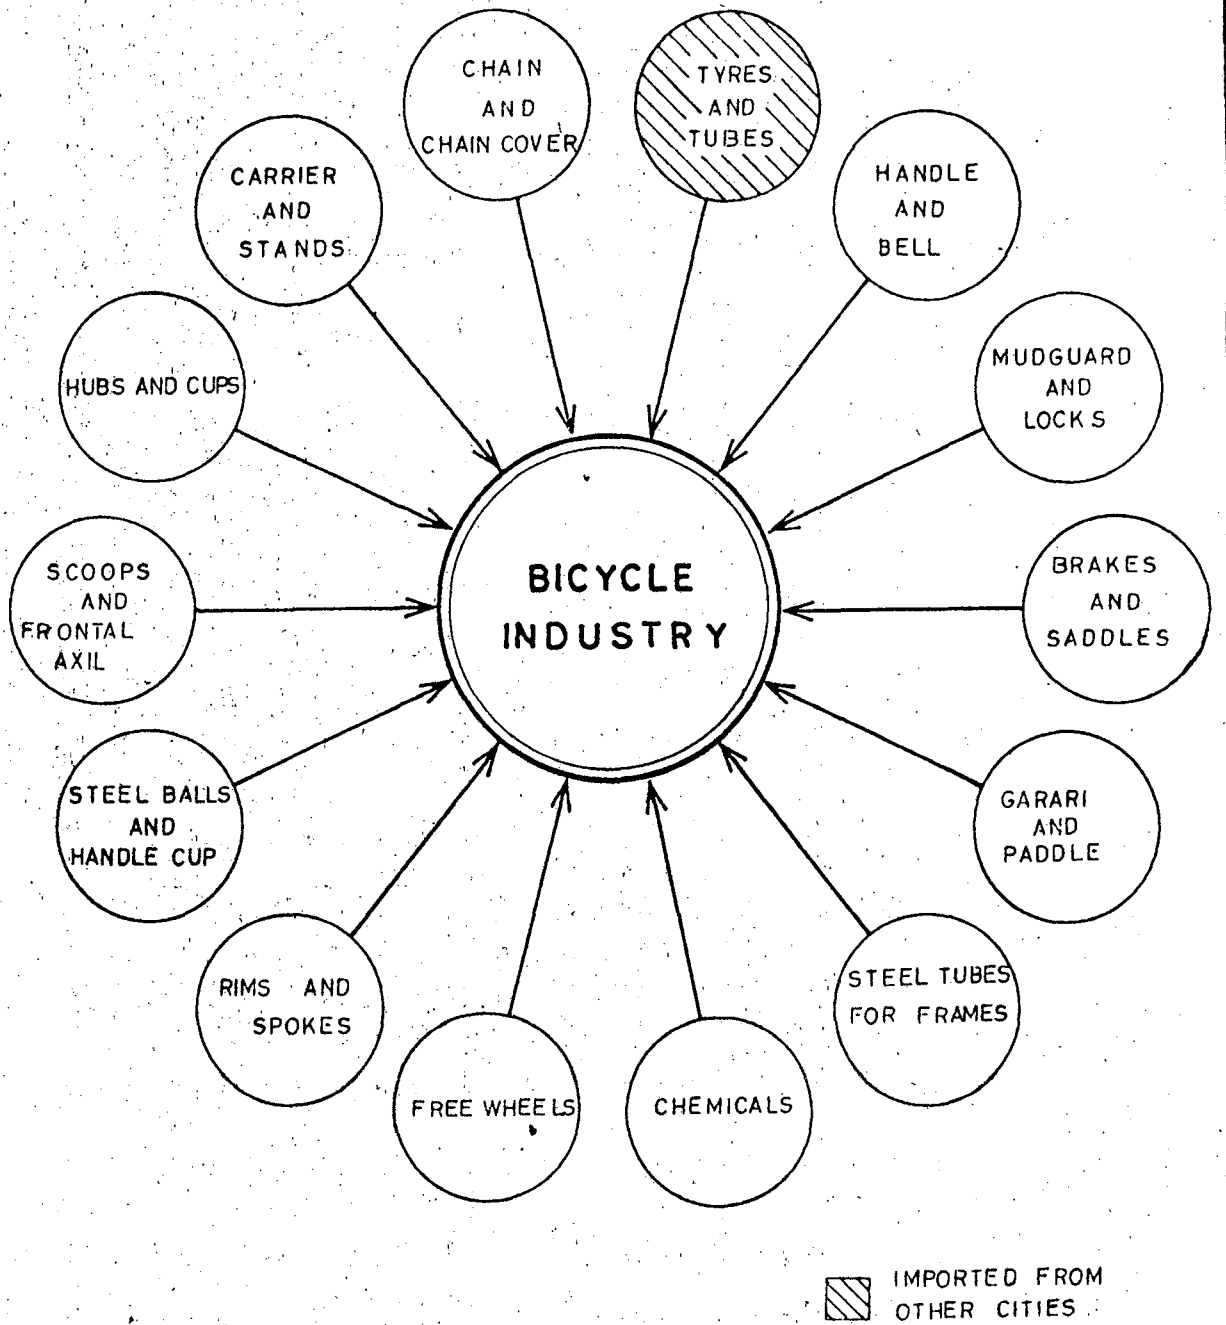 CHAIN
AND
CHAIN COVER
TYRES
AND
TUBES
HANDLE
AND
BELL
MUDGUARD
AND
LOCKS
BRAKES
AND
SADDLES
GARARI
AND
PADDLE
STEEL TUBES
FOR FRAMES
CHEMICALS
FREE WHEELS
RIMS AND
SPOKES
STEEL BALLS
AND
HANDLE CUP
SCOOPS
AND
FRONTAL
AXIL
HUBS AND CUPS
CARRIER
AND
STANDS
BICYCLE
INDUSTRY
IMPORTED FROM
OTHER CITIES